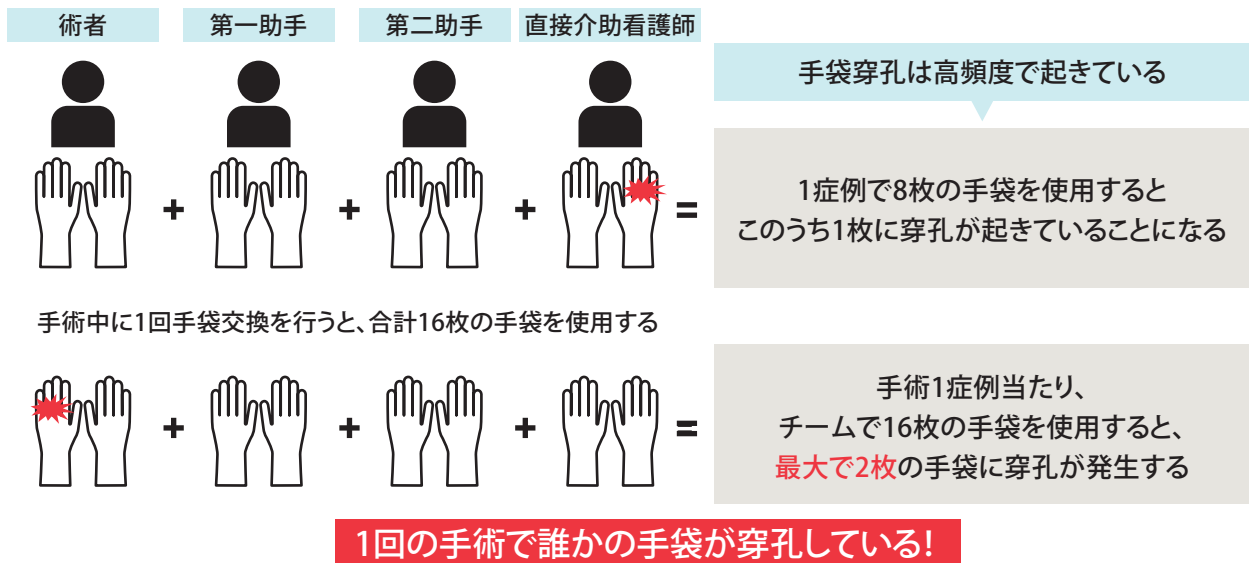 術者
第一助手
第二助手
直接介助看護師
手袋穿孔は高頻度で起きている
1症例で8枚の手袋を使用すると
このうち1枚に穿孔が起きていることになる
+ + + =
手術中に1回手袋交換を行うと、合計16枚の手袋を使用する
手術1症例当たり、
チームで16枚の手袋を使用すると、
最大で2枚の手袋に穿孔が発生する
+ + + =
1回の手術で誰かの手袋が穿孔している!